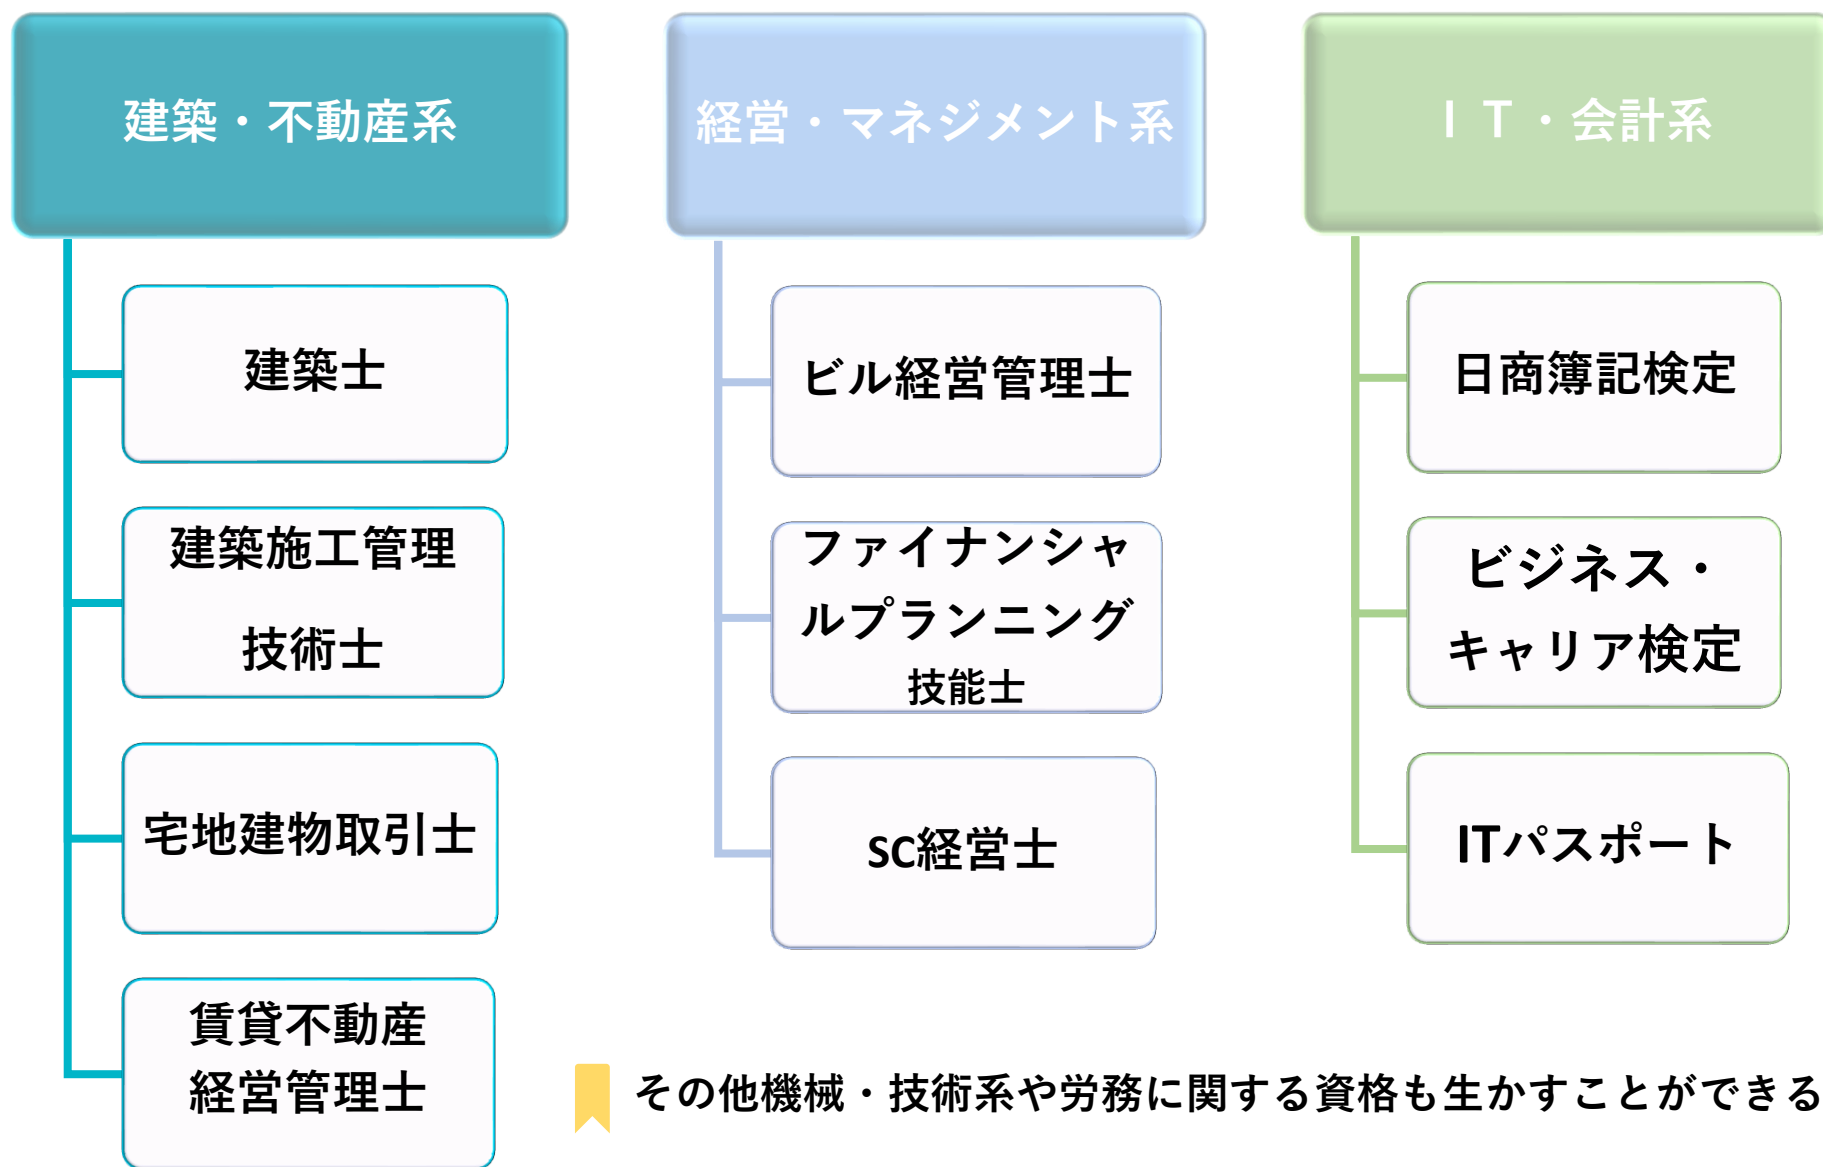 建築・不動産系
建築士
建築施工管理
技術士
宅地建物取引士
賃貸不動産
経営管理士
経営・マネジメント系
ビル経営管理士
ファイナンシャ
ルプランニング
技能士
SC経営士
ＩＴ・会計系
日商簿記検定
ビジネス・
キャリア検定
ITパスポート
その他機械・技術系や労務に関する資格も生かすことができる